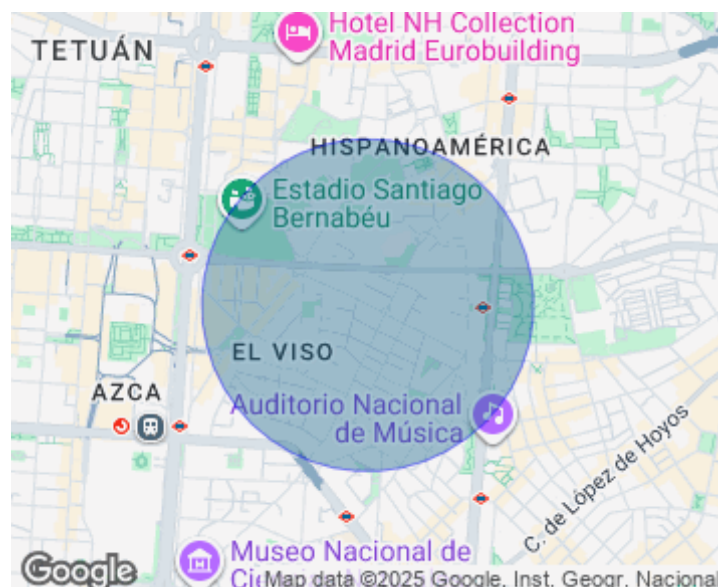 Hotel NH Collection
Madrid Eurobuilding
TETUÁN
HISPANOAMÉRICA
Estadio Santiago
Bernabéu
EL VISO
AZCA
Auditorio Nacional
de Música
C. de López de Hoyos
Museo Nacional de
Google
Map data ©2025 Google, Inst. Geogr. Nacional